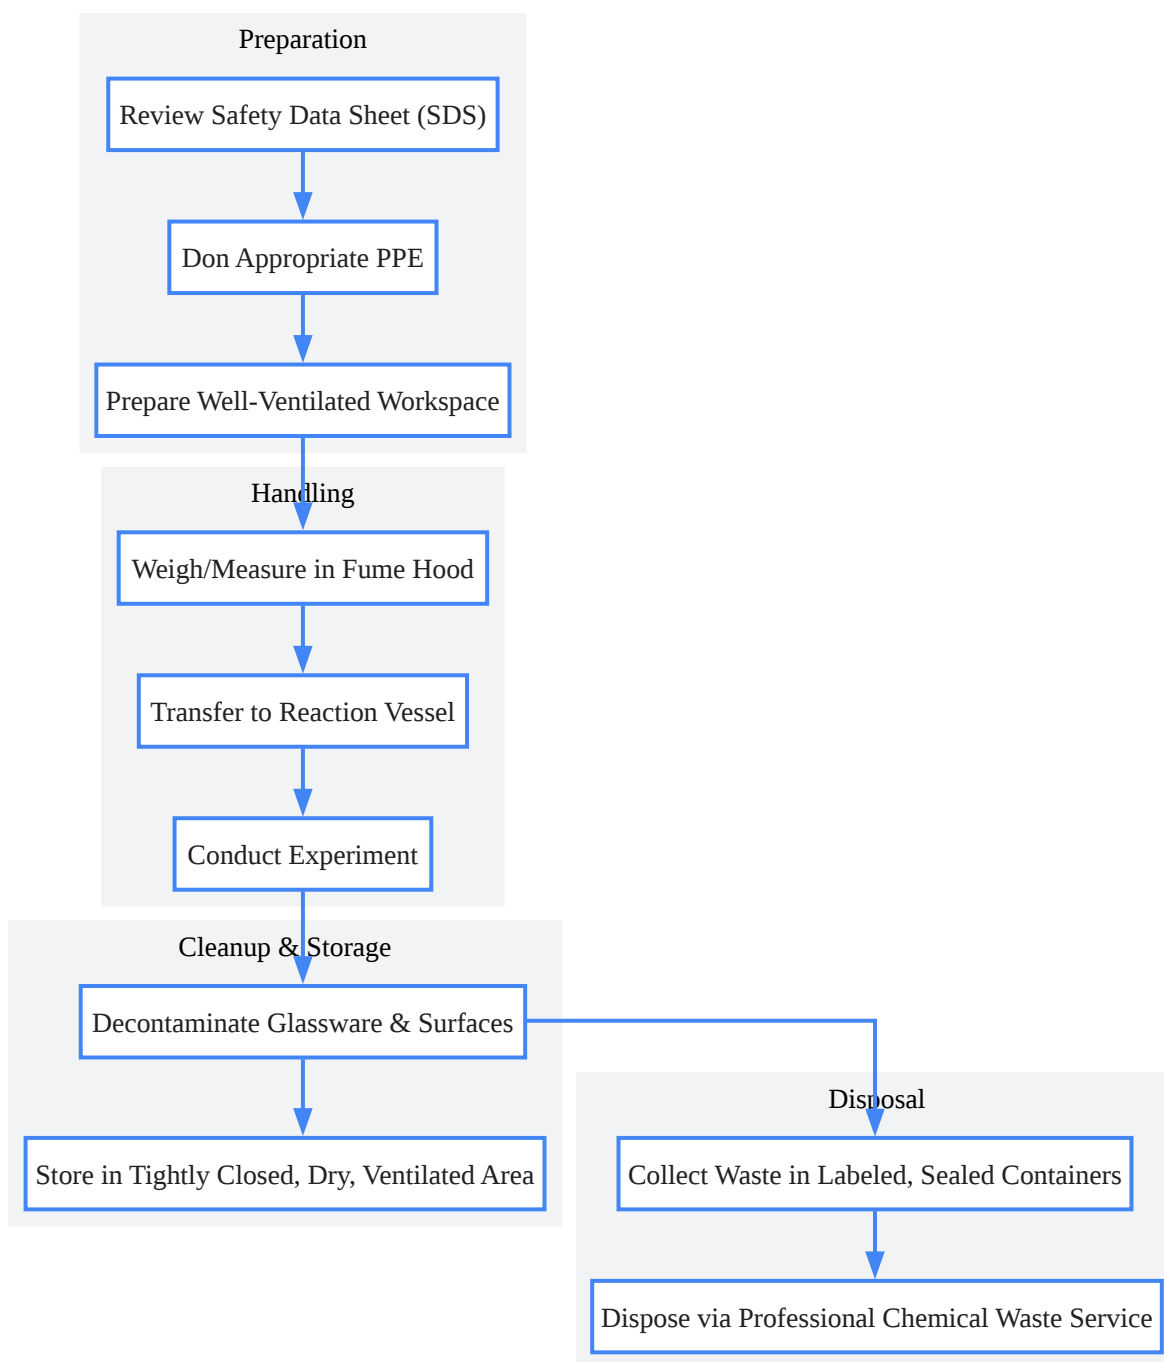 Preparation
Review Safety Data Sheet (SDS)
Don Appropriate PPE
Prepare Well-Ventilated Workspace
Handling
Weigh/Measure in Fume Hood
Transfer to Reaction Vessel
Conduct Experiment
Cleanup & Storage
Decontaminate Glassware & Surfaces
Store in Tightly Closed, Dry, Ventilated Area
Disposal
Collect Waste in Labeled, Sealed Containers
Dispose via Professional Chemical Waste Service